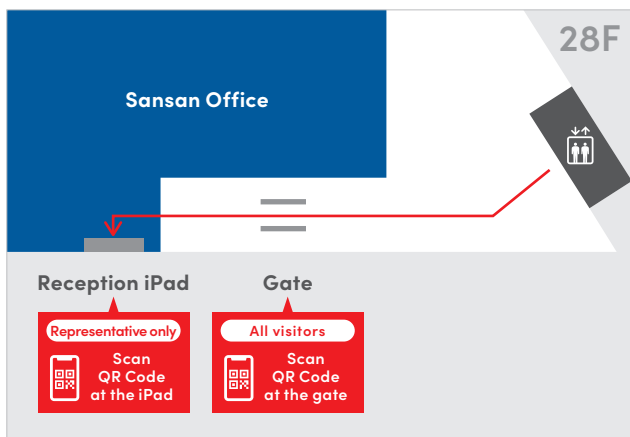 28F
Sansan Office
Reception iPad
Representative only
Scan
QR Code
at the iPad
Gate
All visitors
Scan
QR Code
at the gate